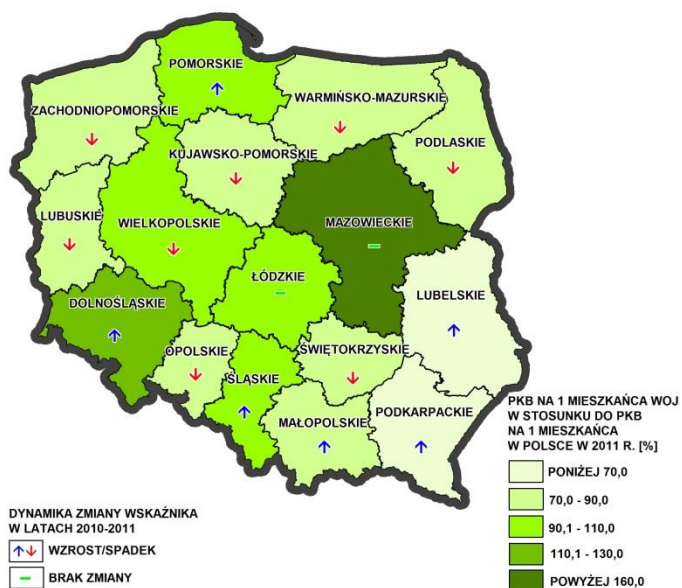 POMORSKIE
WARMIŃSKO-MAZURSKIE
ZACHODNIOPOMORSKIE
PODLASKIE
KUJAWSKO-POMORSKIE
LUBUSKIE
WIELKOPOLSKIE
MAZOWIECKIE
ŁÓDZKIE
DOLNOŚLĄSKIE
LUBELSKIE
OPOLSKIE
ŚWIĘTOKRZYSKIE
ŚLĄSKIE
MAŁOPOLSKIE
PODKARPACKIE
PKB NA 1 MIESZKAŃCA WOJ.
W STOSUNKU DO PKB
NA 1 MIESZKAŃCA
W POLSCE W 2011 R. [%]
PONIŻEJ 70,0
70,0 - 90,0
90,1 - 110,0
110,1 - 130,0
POWYŻEJ 160,0
DYNAMIKA ZMIANY WSKAŹNIKA
W LATACH 2010-2011
WZROST/SPADEK
BRAK ZMIANY